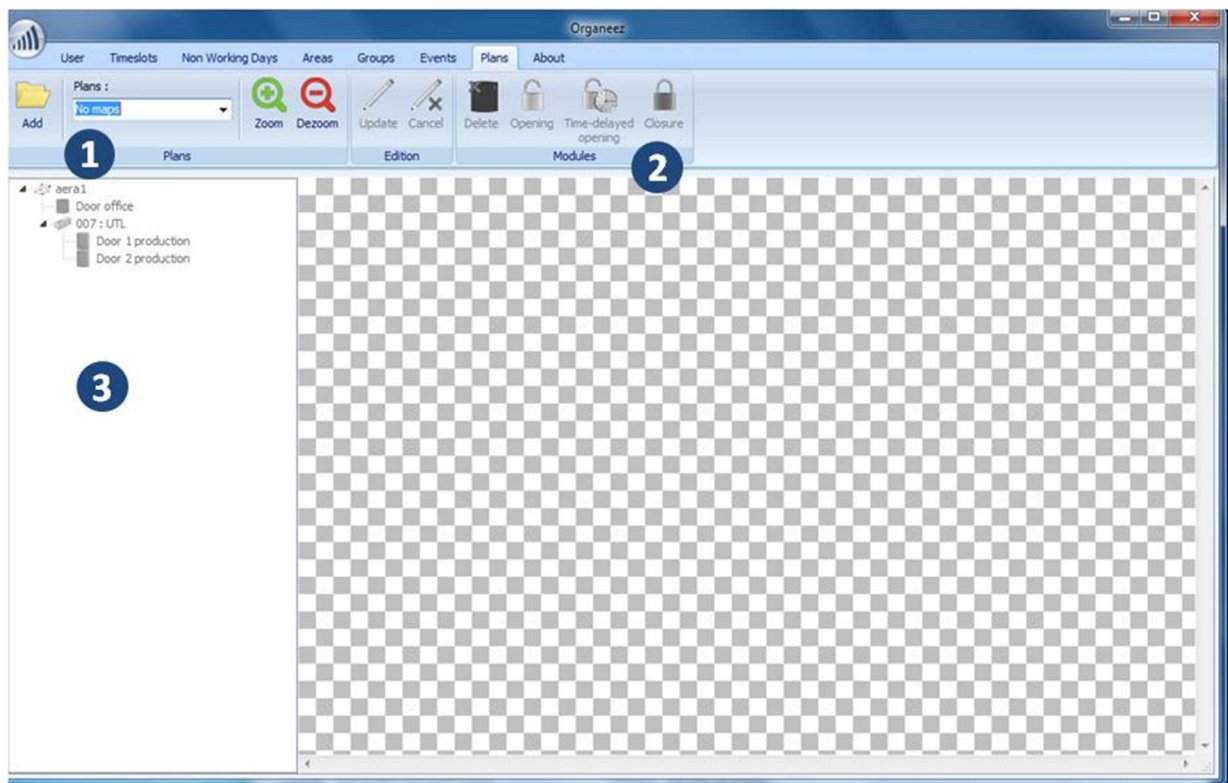 Organeez
User Timeslots Non Working Days Areas Groups Events Plans About
Plans :
No maps
Add Zoom Dezoom Update Cancel Delete Opening Time-delayed opening Closure
1
Plans Edition Modules
2
aera1
Door office
007 : UTL
Door 1 production
Door 2 production
3